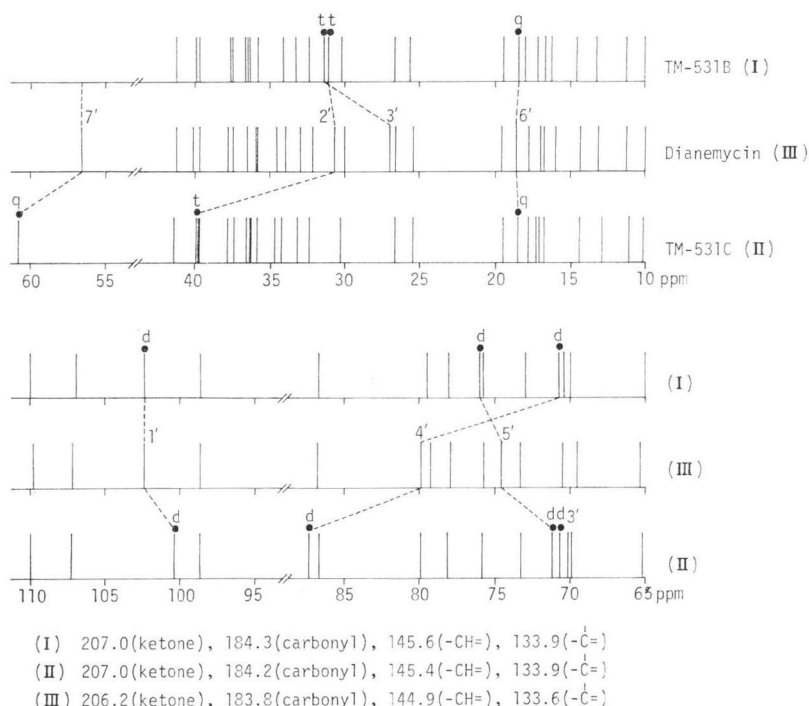 tt q
TM-531B (I)
7' 2' 3' 6'
Dianemycin (III)
q t q
TM-531C (II)
60 55 40 35 30 25 20 15 10 ppm
d d d
(I)
1' 4' 5'
(III)
d d dd3'
(II)
110 105 100 95 85 80 75 70 65 ppm
(I) 207.0(ketone), 184.3(carbonyl), 145.6(-CH=), 133.9(-C=)
(II) 207.0(ketone), 184.2(carbonyl), 145.4(-CH=), 133.9(-C=)
(III) 206.2(ketone), 183.8(carbonyl), 144.9(-CH=), 133.6(-C=)